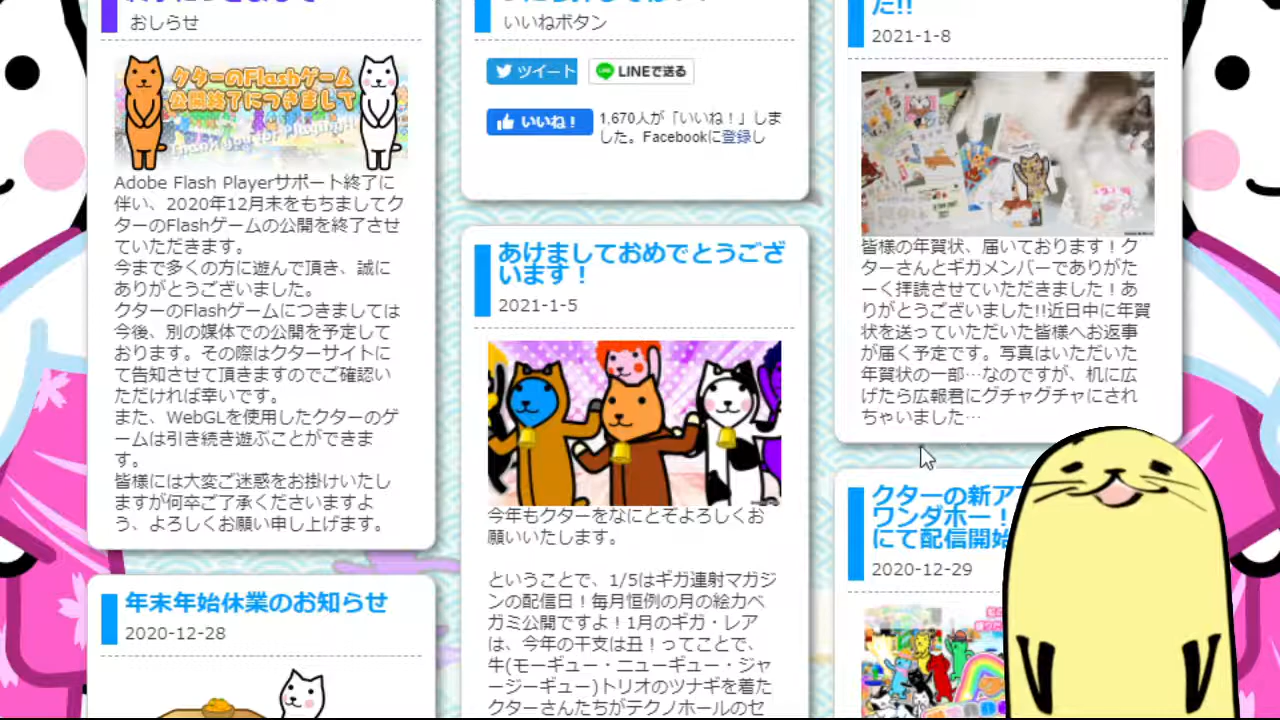 おしらせ
クターのFlashゲーム
公開終了につきまして
Adobe Flash Playerサポート終了に
伴い、2020年12月末をもちましてク
ターのFlashゲームの公開を終了させ
ていただきます。
今まで多くの方に遊んで頂き、誠に
ありがとうございました。
クターのFlashゲームにつきましては
今後、別の媒体での公開を予定して
おります。その際はクターサイトに
て告知させて頂きますのでご確認い
ただければ幸いです。
また、WebGLを使用したクターのゲ
ームは引き続き遊ぶことができま
す。
皆様には大変ご迷惑をお掛けいたし
ますが何卒ご了承くださいますよ
う、よろしくお願い申し上げます。
年末年始休業のお知らせ
2020-12-28
いいねボタン
ツイート
LINEで送る
いいね！
1,670人が「いいね！」しま
した。Facebookに登録し
あけましておめでとうござ
います！
2021-1-5
今年もクターをなにとぞよろしくお
願いいたします。
ということで、1/5はギガ連射マガジ
ンの配信日！毎月恒例の月の絵力べ
ガミ公開ですよ！1月のギガ・レア
は、今年の干支は丑！ってことで、
牛(モーギュー・ニューギュー・ジャ
ージーギュー)トリオのツナギを着た
クターさんたちがテクノホールのセ
た!!
2021-1-8
皆様の年賀状、届いております！ク
ターさんとギガメンバーでありがた
ーく拝読させていただきました！あ
りがとうございました!!近日中に年賀
状を送っていただいた皆様へお返事
が届く予定です。写真はいただいた
年賀状の一部…なのですが、机に広
げたら広報君にグチャグチャにされ
ちゃいました…
クターの新ア
ワンダホー！
にて配信開始
2020-12-29